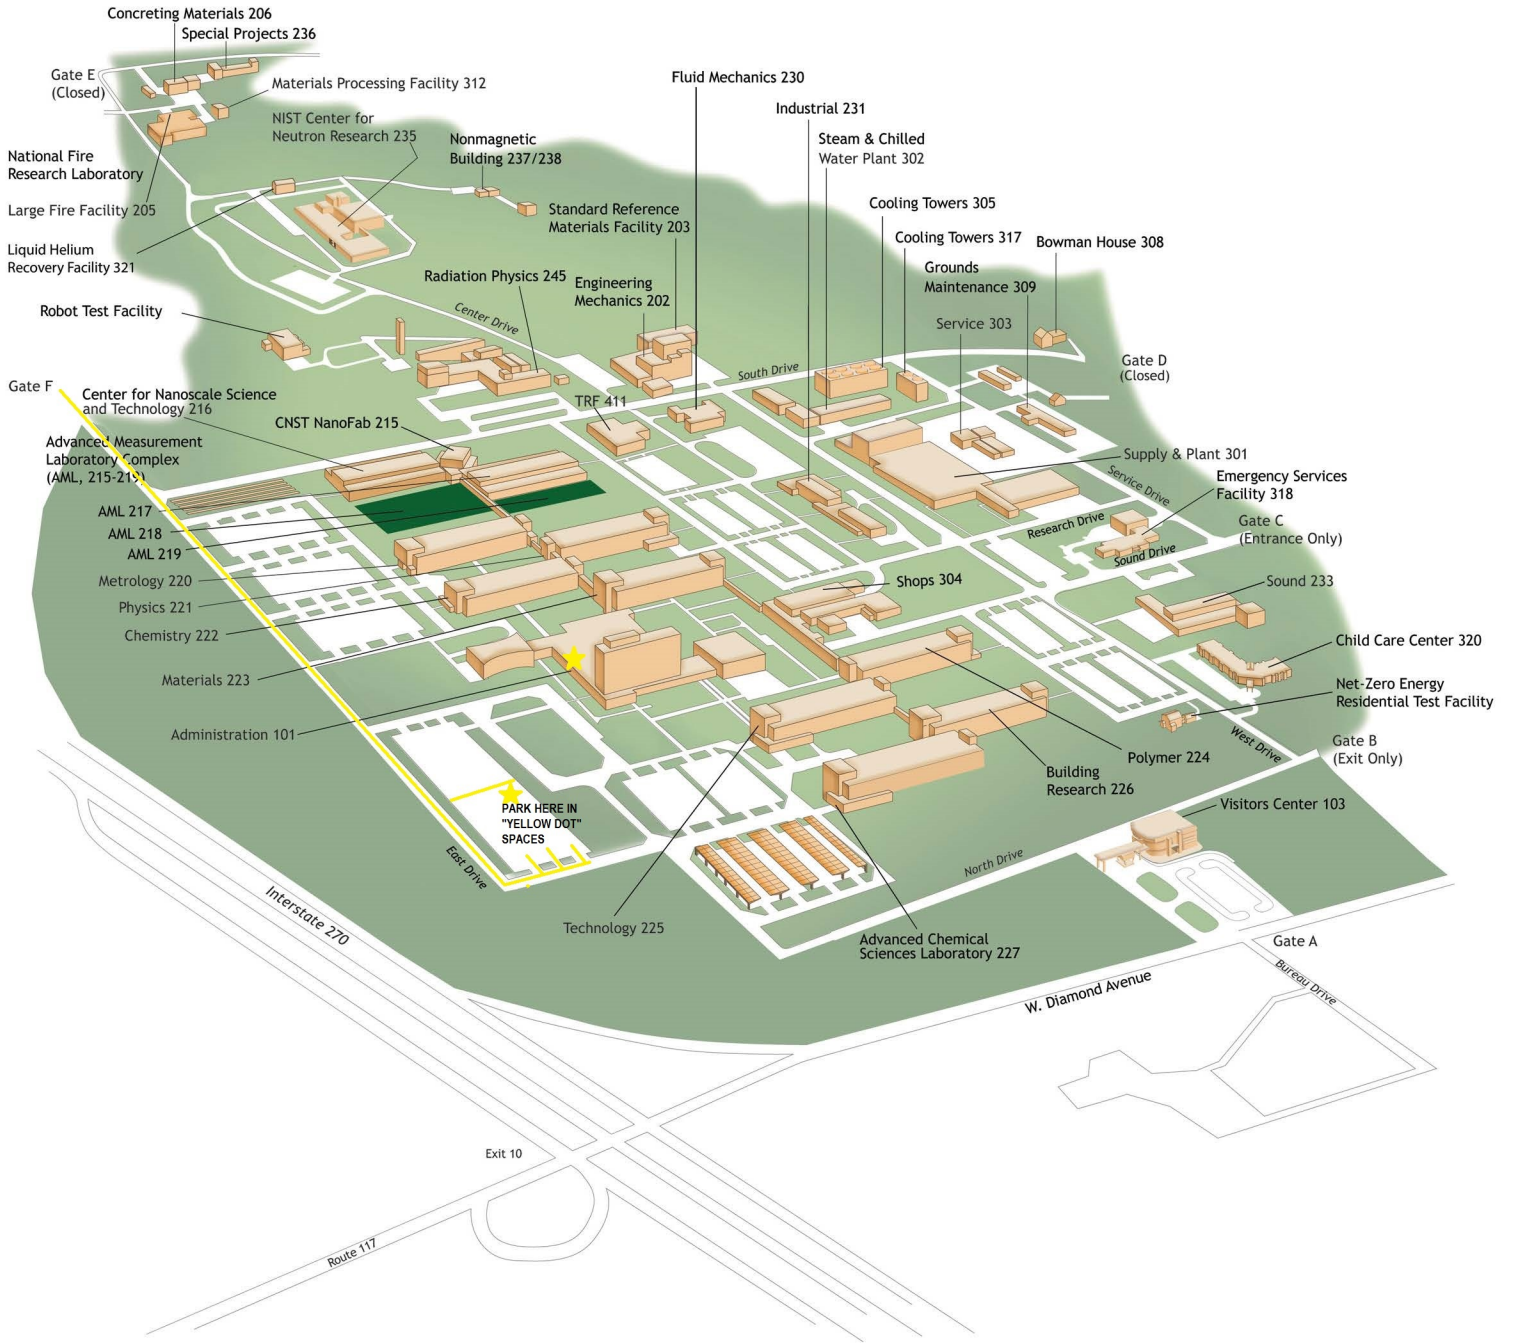 Concreting Materials 206
Special Projects 236
Gate E
(Closed)
Materials Processing Facility 312
Fluid Mechanics 230
Industrial 231
NIST Center for
Neutron Research 235
Nonmagnetic
Building 237/238
Steam & Chilled
Water Plant 302
National Fire
Research Laboratory
Large Fire Facility 205
Standard Reference
Materials Facility 203
Cooling Towers 305
Cooling Towers 317
Bowman House 308
Liquid Helium
Recovery Facility 321
Radiation Physics 245
Engineering
Mechanics 202
Grounds
Maintenance 309
Robot Test Facility
Center Drive
Service 303
Gate D
(Closed)
South Drive
Gate F
Center for Nanoscale Science
and Technology 216
TRF 411
CNST NanoFab 215
Advanced Measurement
Laboratory Complex
(AML, 215-219)
Supply & Plant 301
Service Drive
Emergency Services
Facility 318
AML 217
AML 218
AML 219
Research Drive
Gate C
(Entrance Only)
Sound Drive
Metrology 220
Physics 221
Chemistry 222
Shops 304
Sound 233
Child Care Center 320
Materials 223
Net-Zero Energy
Residential Test Facility
Administration 101
West Drive
Gate B
(Exit Only)
Polymer 224
Building
Research 226
PARK HERE IN
"YELLOW DOT"
SPACES
Visitors Center 103
East Drive
North Drive
Interstate 270
Technology 225
Advanced Chemical
Sciences Laboratory 227
Gate A
Bureau Drive
W. Diamond Avenue
Exit 10
Route 117